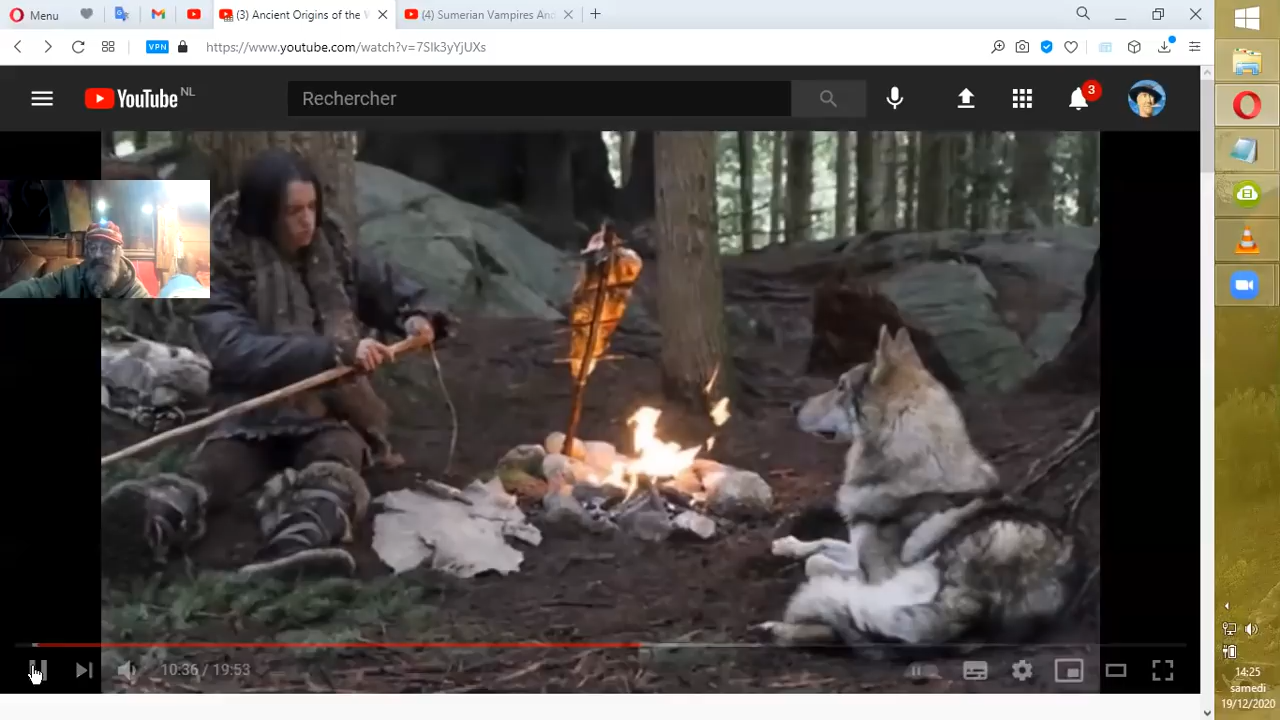 Menu
(3) Ancient Origins of the W
(4) Sumerian Vampires And
VPN
https://www.youtube.com/watch?v=7SIk3yYjUXs
YouTube NL
Rechercher
3
10:36 / 19:53
14:25
samedi
19/12/2020